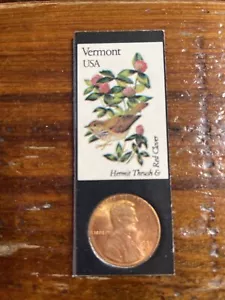 Vermont
USA
Red Clover
Hermit Thrush &